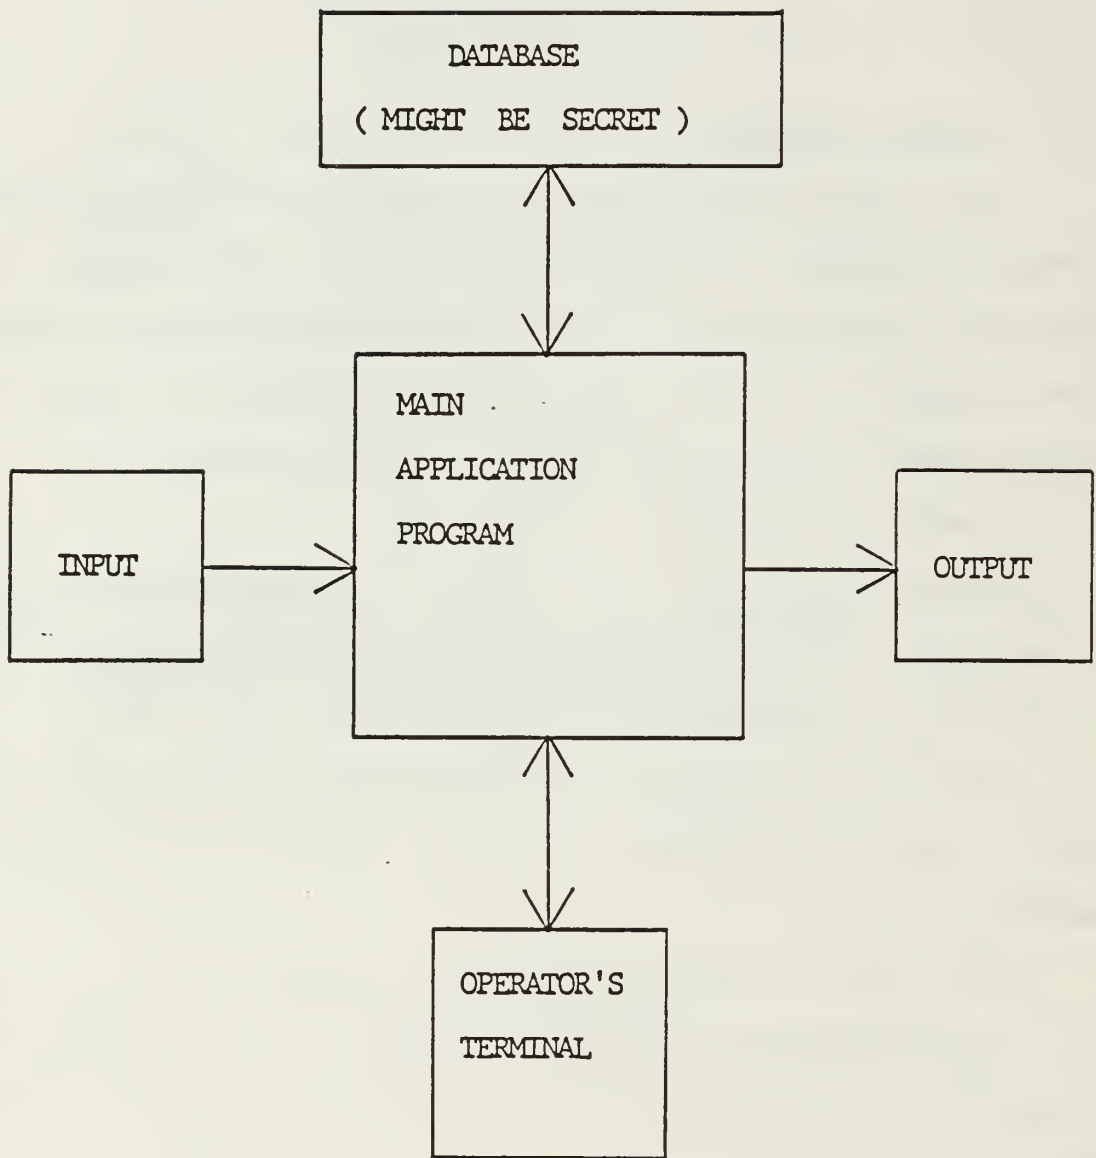 DATABASE
( MIGHT BE SECRET )
MAIN
APPLICATION
PROGRAM
INPUT
OUTPUT
OPERATOR'S
TERMINAL